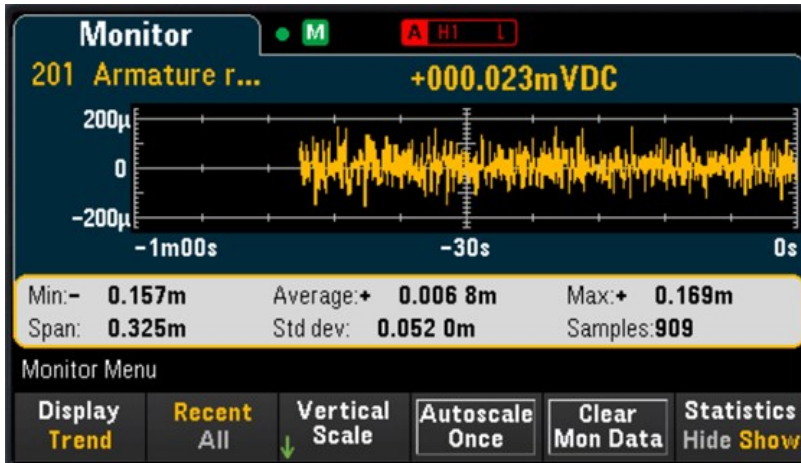 Monitor M A H1 L
201 Armature r... +000.023mVDC
200µ
0
-200µ
-1m00s -30s 0s
Min:- 0.157m Average:+ 0.006 8m Max:+ 0.169m
Span: 0.325m Std dev: 0.052 0m Samples:909
Monitor Menu
Display Recent Vertical Autoscale Clear Statistics
Trend All ↓ Scale Once Mon Data Hide Show